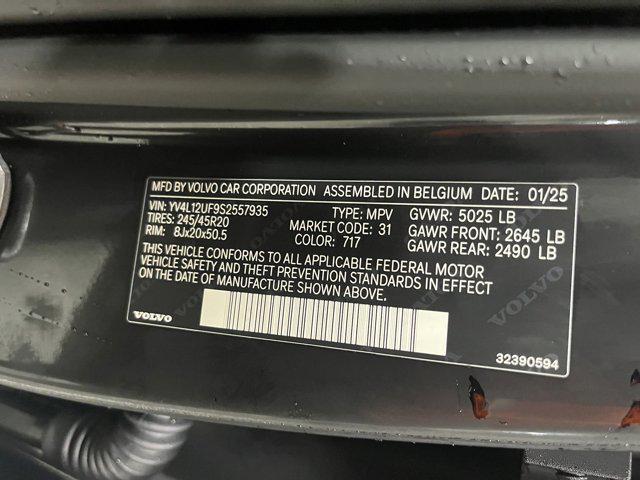 MFD BY VOLVO CAR CORPORATION ASSEMBLED IN BELGIUM DATE: 01/25
VIN: YV4L12UF9S2557935 TYPE: MPV GVWR: 5025 LB
TIRES: 245/45R20 MARKET CODE: 31 GAWR FRONT: 2645 LB
RIM: 8Jx20x50.5 COLOR: 717 GAWR REAR: 2490 LB
THIS VEHICLE CONFORMS TO ALL APPLICABLE FEDERAL MOTOR
VEHICLE SAFETY AND THEFT PREVENTION STANDARDS IN EFFECT
ON DATE OF MANUFACTURE SHOWN ABOVE.
VOLVO
32390594